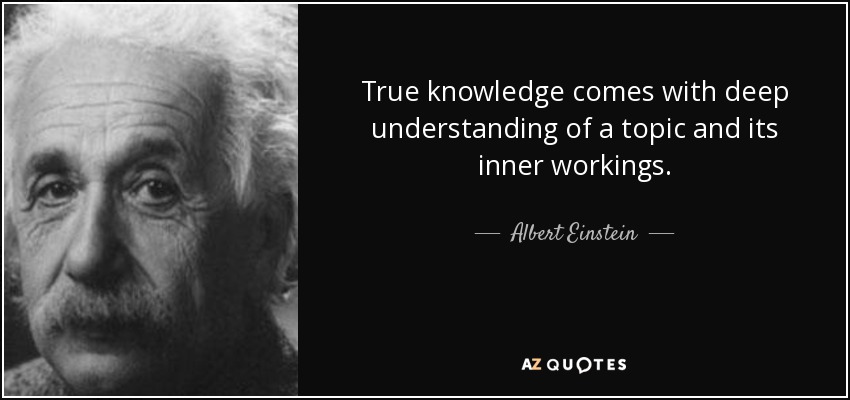 True knowledge comes with deep
understanding of a topic and its
inner workings.
Albert Einstein
AZ QUOTES